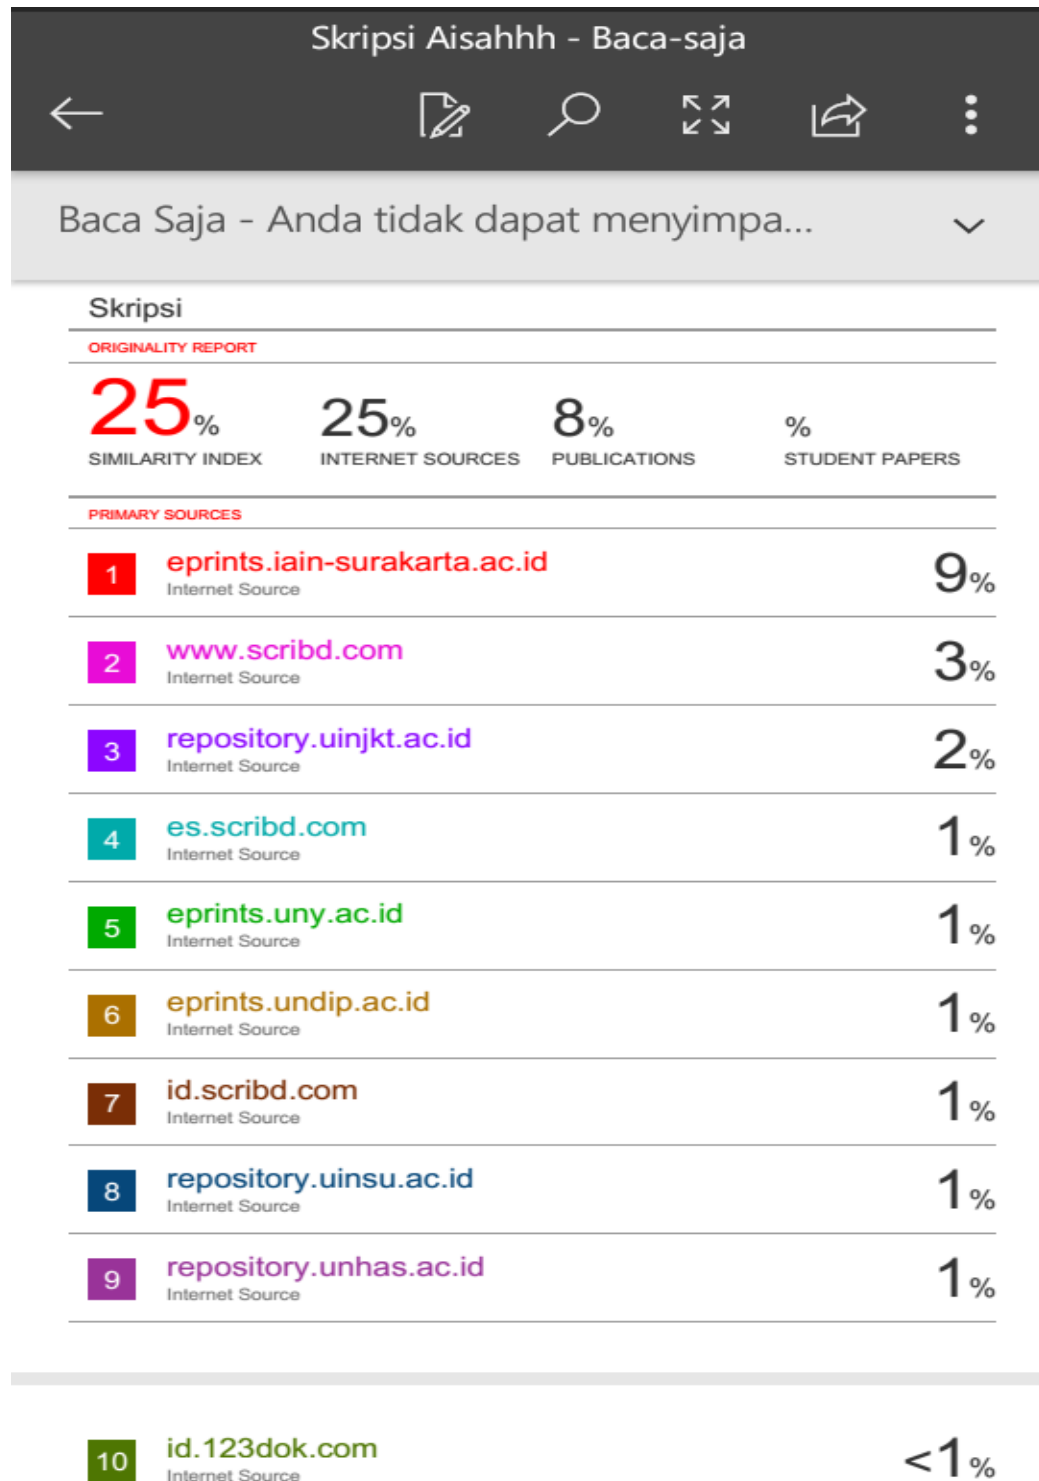 Skripsi Aisahhh - Baca-saja
Baca Saja - Anda tidak dapat menyimpa...
Skripsi
ORIGINALITY REPORT
25% 25% 8% %
SIMILARITY INDEX INTERNET SOURCES PUBLICATIONS STUDENT PAPERS
PRIMARY SOURCES
1 eprints.iain-surakarta.ac.id 9%
Internet Source
2 www.scribd.com 3%
Internet Source
3 repository.uinjkt.ac.id 2%
Internet Source
4 es.scribd.com 1%
Internet Source
5 eprints.uny.ac.id 1%
Internet Source
6 eprints.undip.ac.id 1%
Internet Source
7 id.scribd.com 1%
Internet Source
8 repository.uinsu.ac.id 1%
Internet Source
9 repository.unhas.ac.id 1%
Internet Source
10 id.123dok.com <1%
Internet Source